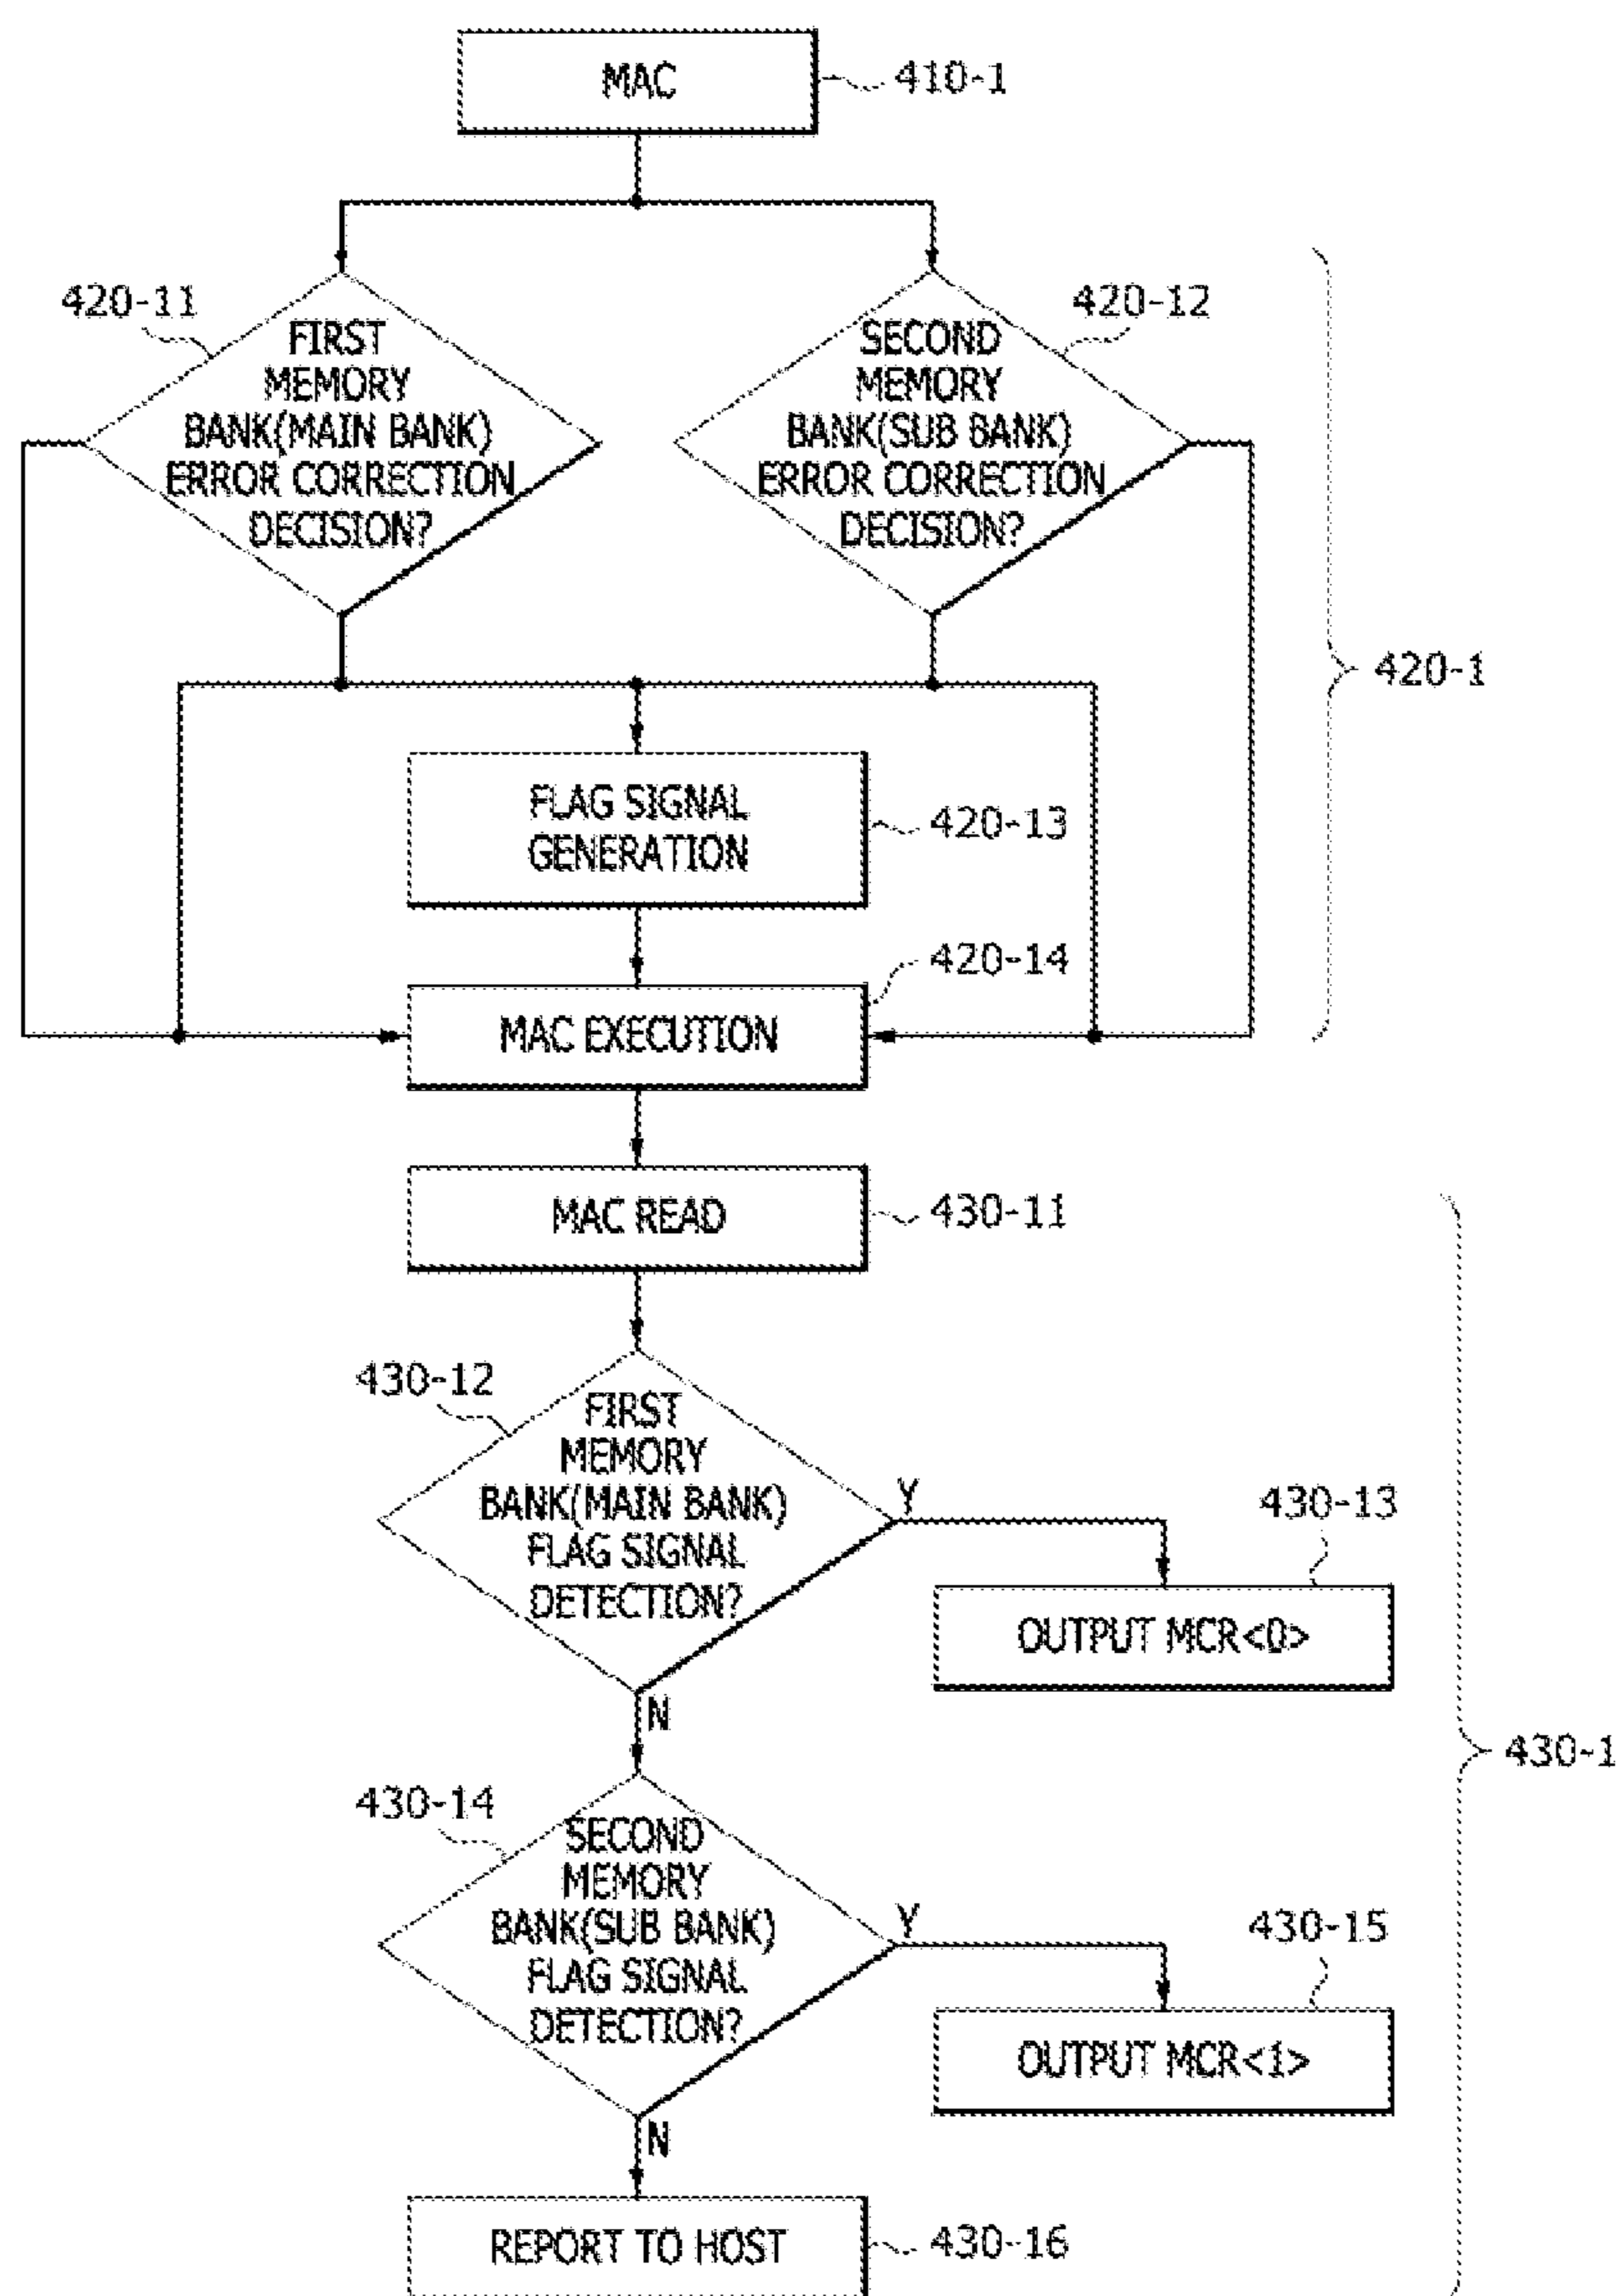 MAC
410-1
420-11
FIRST
MEMORY
BANK(MAIN BANK)
ERROR CORRECTION
DECISION?
420-12
SECOND
MEMORY
BANK(SUB BANK)
ERROR CORRECTION
DECISION?
420-1
FLAG SIGNAL
GENERATION
420-13
420-14
MAC EXECUTION
MAC READ
430-11
430-12
FIRST
MEMORY
BANK(MAIN BANK)
FLAG SIGNAL
DETECTION?
Y
430-13
OUTPUT MCR<0>
N
430-1
430-14
SECOND
MEMORY
BANK(SUB BANK)
FLAG SIGNAL
DETECTION?
Y
430-15
OUTPUT MCR<1>
N
REPORT TO HOST
430-16